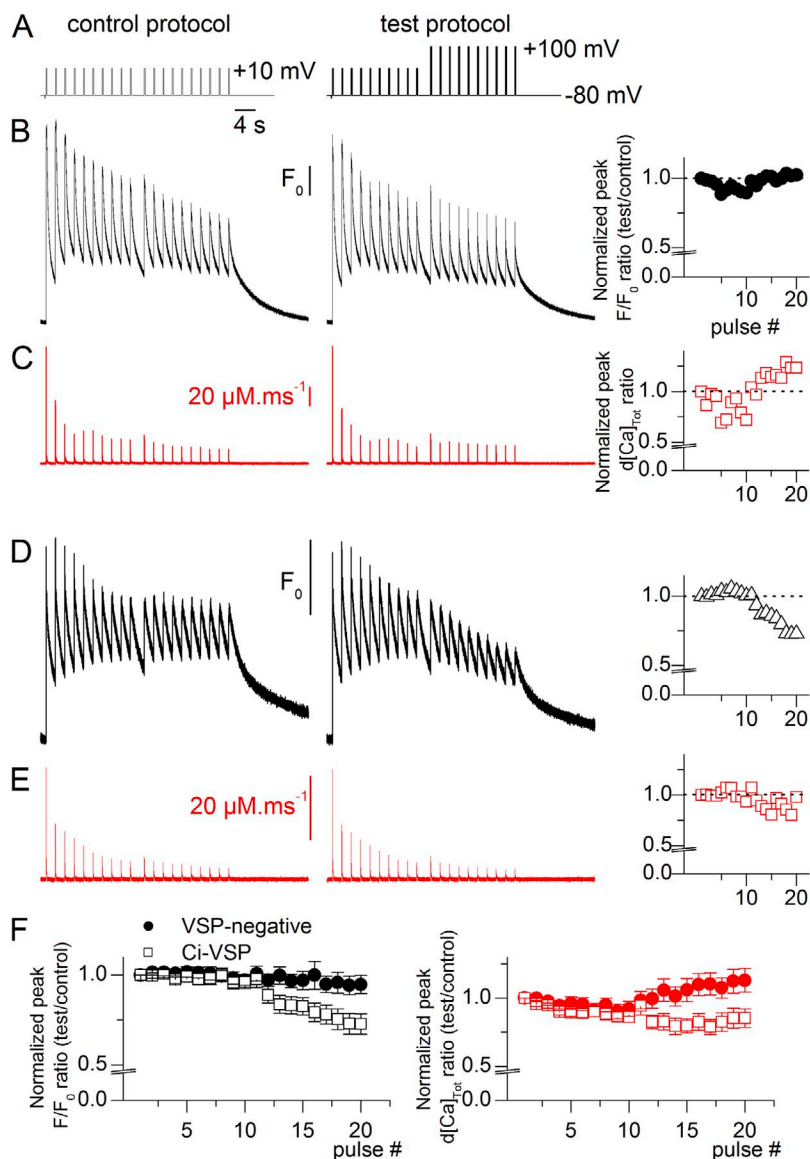 A
control protocol
test protocol
+10 mV
+100 mV
-80 mV
4 s
B
F0
Normalized peak
F/F0 ratio (test/control)
1.0
0.5
0.0
10
20
pulse #
C
20 µM.ms-1
Normalized peak
d[Ca]Tot ratio
1.0
0.5
0.0
10
20
D
F0
1.0
0.5
0.0
10
20
E
20 µM.ms-1
1.0
0.5
0.0
10
20
F
VSP-negative
Ci-VSP
Normalized peak
F/F0 ratio (test/control)
1.0
0.5
0.0
5
10
15
20
pulse #
Normalized peak
d[Ca]Tot ratio (test/control)
1.0
0.5
0.0
5
10
15
20
pulse #